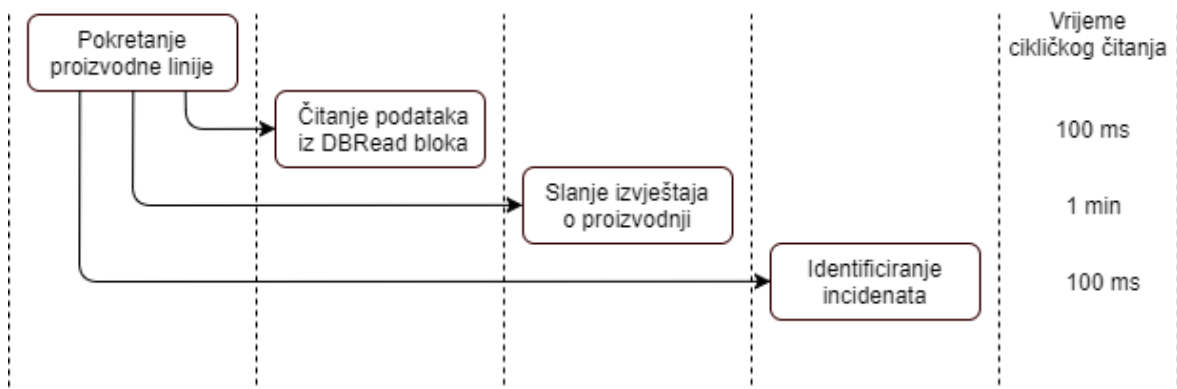 Pokretanje
proizvodne linije
Vrijeme
cikličkog čitanja
Čitanje podataka
iz DBRead bloka
100 ms
Slanje izvještaja
o proizvodnji
1 min
Identificiranje
incidenata
100 ms